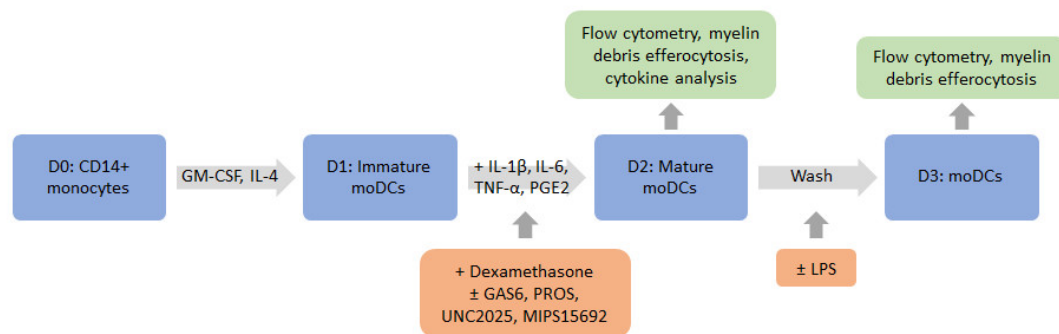 Flow cytometry, myelin
debris efferocytosis,
cytokine analysis
Flow cytometry, myelin
debris efferocytosis
D0: CD14+
monocytes
GM-CSF, IL-4
D1: Immature
moDCs
+ IL-1β, IL-6,
TNF-α, PGE2
D2: Mature
moDCs
Wash
D3: moDCs
+ Dexamethasone
± GAS6, PROS,
UNC2025, MIPS15692
± LPS